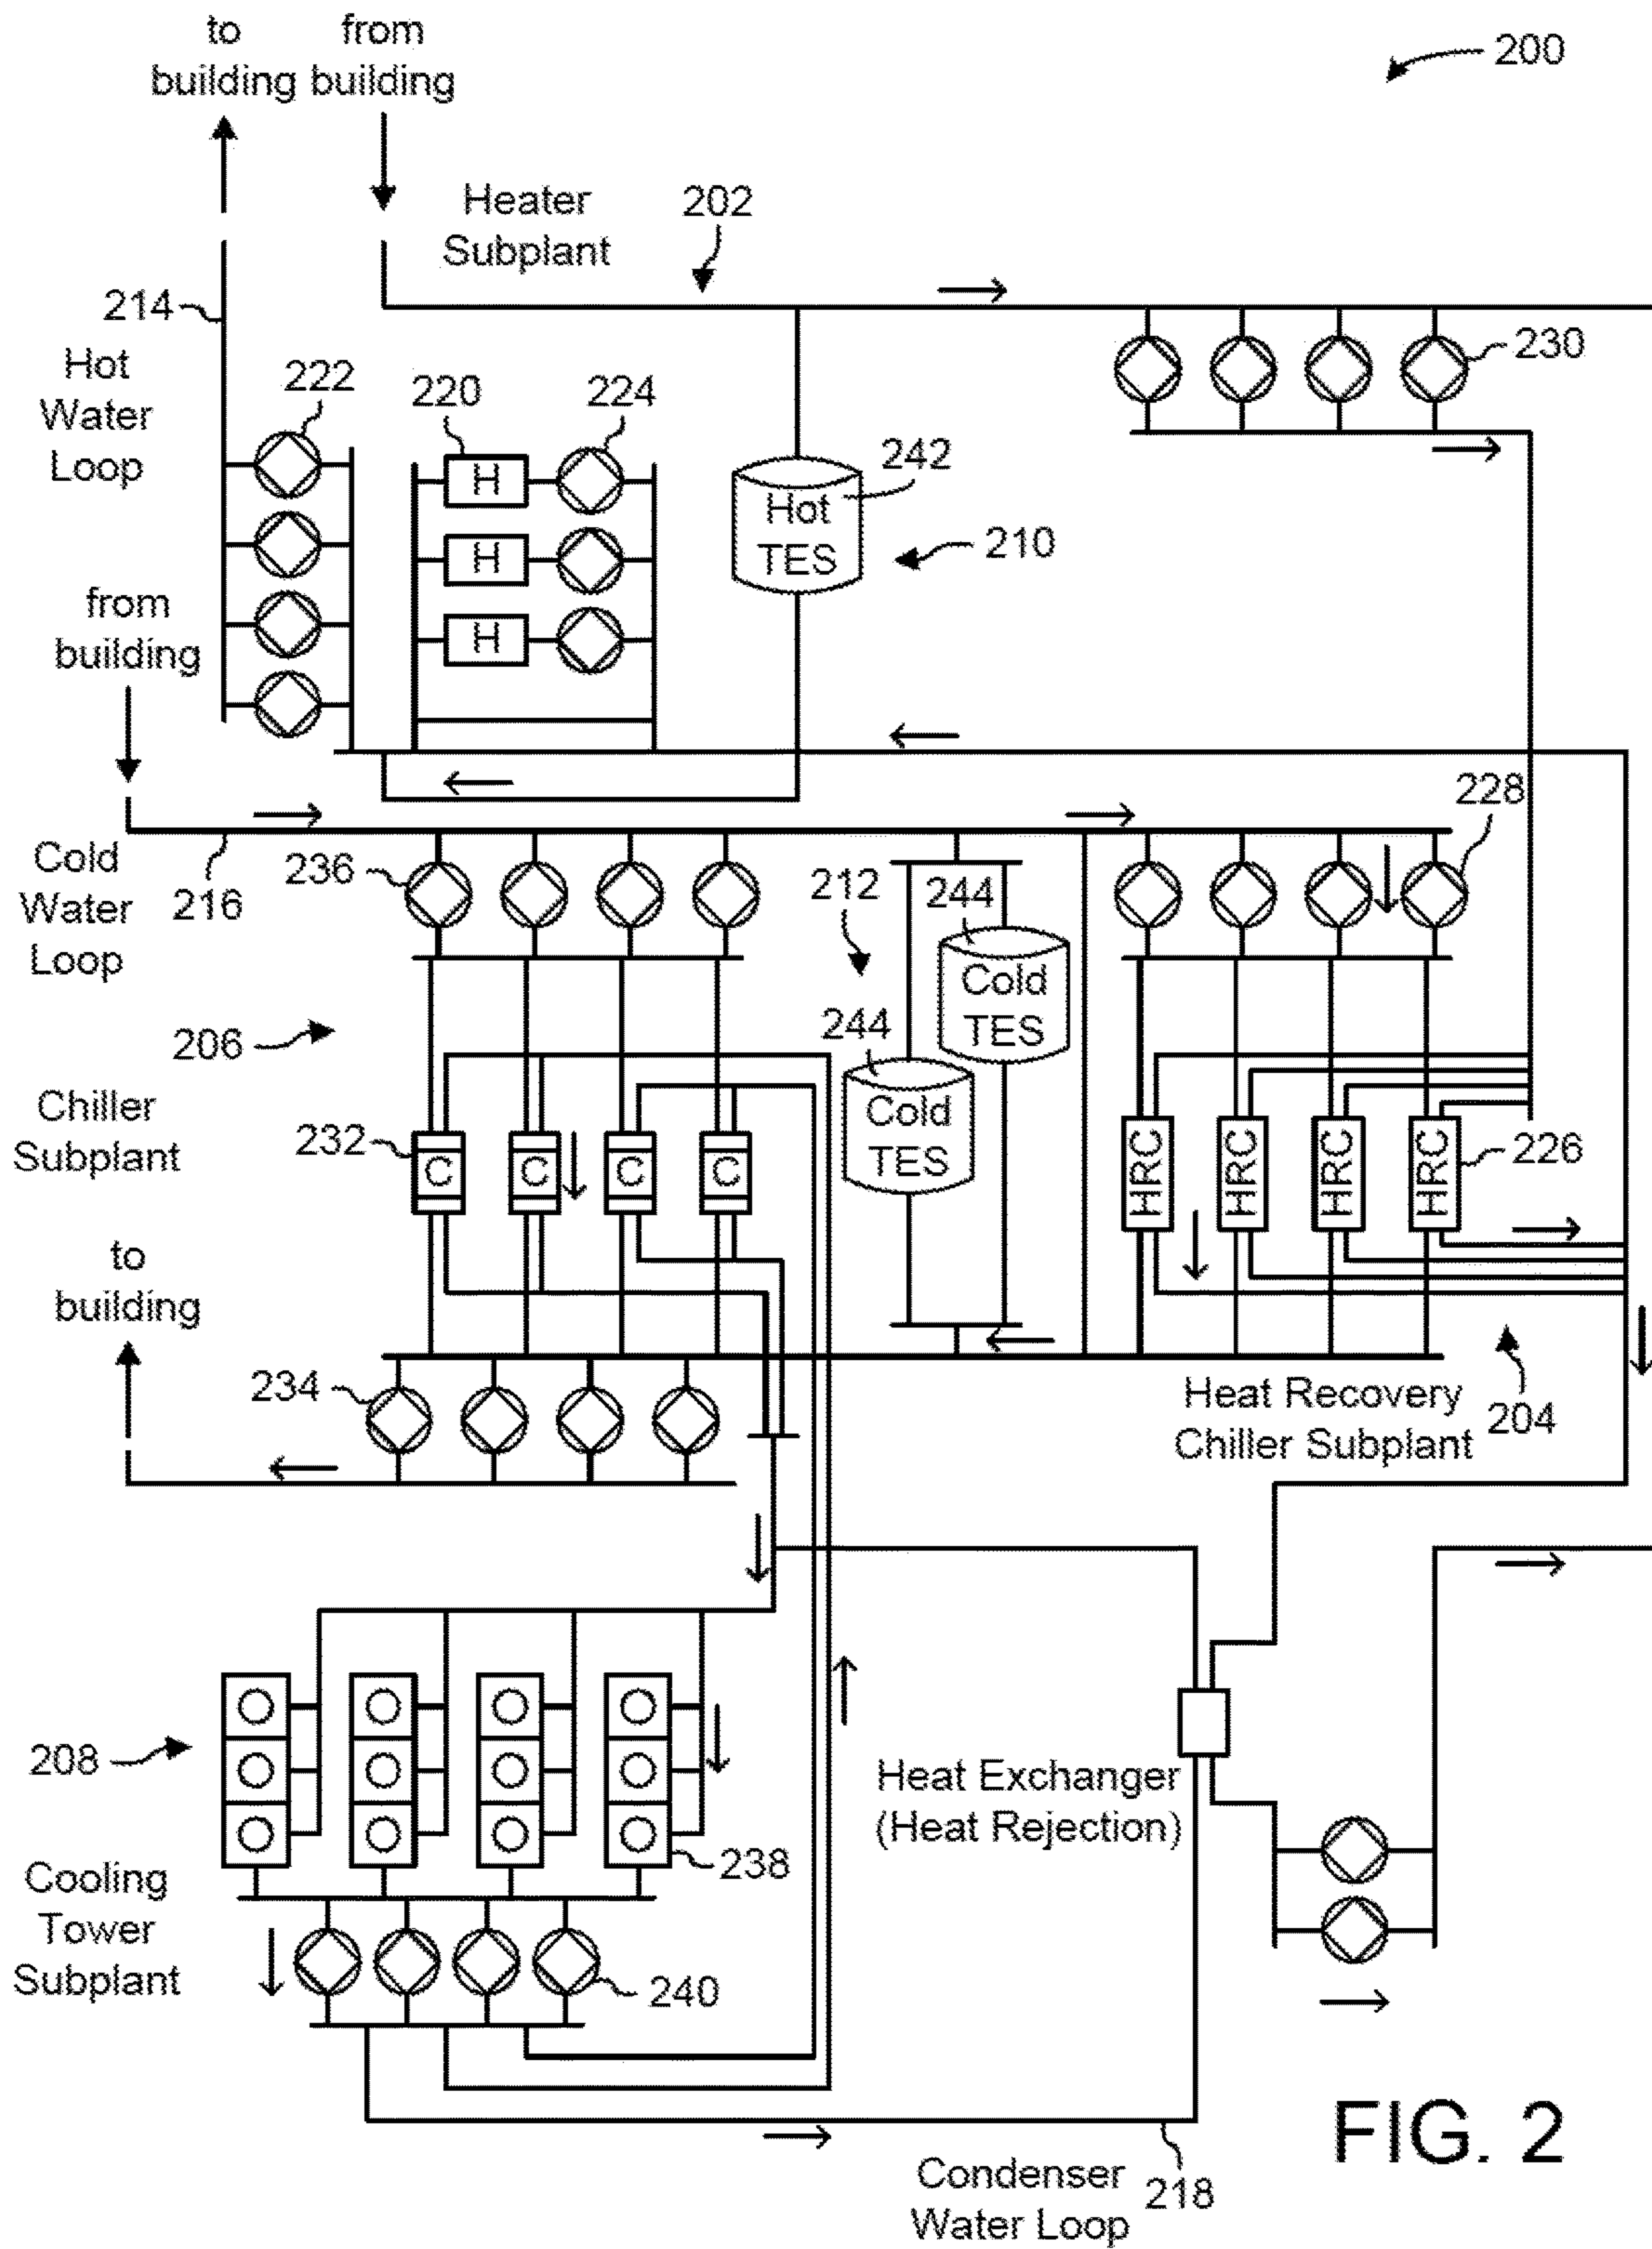 to
building
from
building
200
Heater
Subplant
202
214
Hot
Water
Loop
222
220
224
230
H
H
H
Hot
TES
242
210
from
building
228
Cold
Water
Loop
216
236
212
244
Cold
TES
244
Cold
TES
206
Chiller
Subplant
232
C
C
C
C
HRC
HRC
HRC
HRC
226
to
building
234
Heat Recovery
Chiller Subplant
204
208
Heat Exchanger
(Heat Rejection)
238
Cooling
Tower
Subplant
240
Condenser
Water Loop
218
FIG. 2